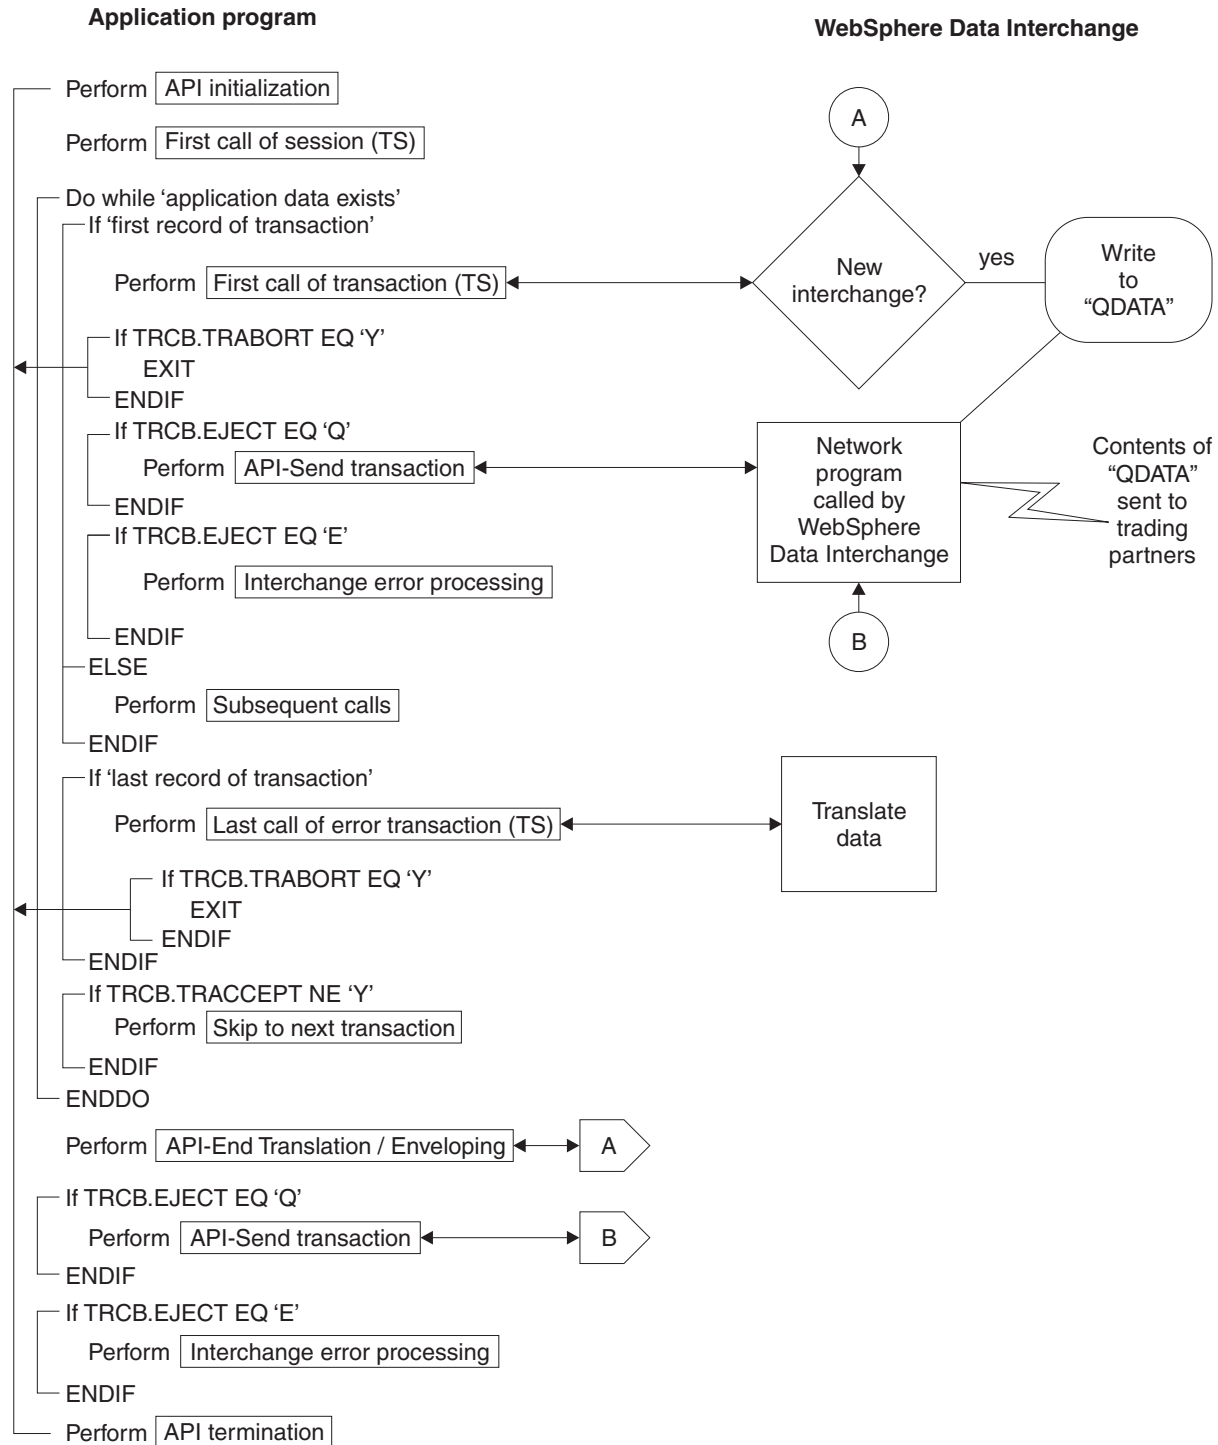 Application program
WebSphere Data Interchange
Perform API initialization
A
Perform First call of session (TS)
Do while ‘application data exists’
If ‘first record of transaction’
Perform First call of transaction (TS)
New
interchange?
yes
Write
to
“QDATA”
If TRCB.TRABORT EQ ‘Y’
EXIT
ENDIF
If TRCB.EJECT EQ ‘Q’
Perform API-Send transaction
ENDIF
Network
program
called by
WebSphere
Data Interchange
Contents of
“QDATA”
sent to
trading
partners
If TRCB.EJECT EQ ‘E’
Perform Interchange error processing
ENDIF
B
ELSE
Perform Subsequent calls
ENDIF
If ‘last record of transaction’
Perform Last call of error transaction (TS)
Translate
data
If TRCB.TRABORT EQ ‘Y’
EXIT
ENDIF
ENDIF
If TRCB.TRACCEPT NE ‘Y’
Perform Skip to next transaction
ENDIF
ENDDO
Perform API-End Translation / Enveloping
A
If TRCB.EJECT EQ ‘Q’
Perform API-Send transaction
B
ENDIF
If TRCB.EJECT EQ ‘E’
Perform Interchange error processing
ENDIF
Perform API termination